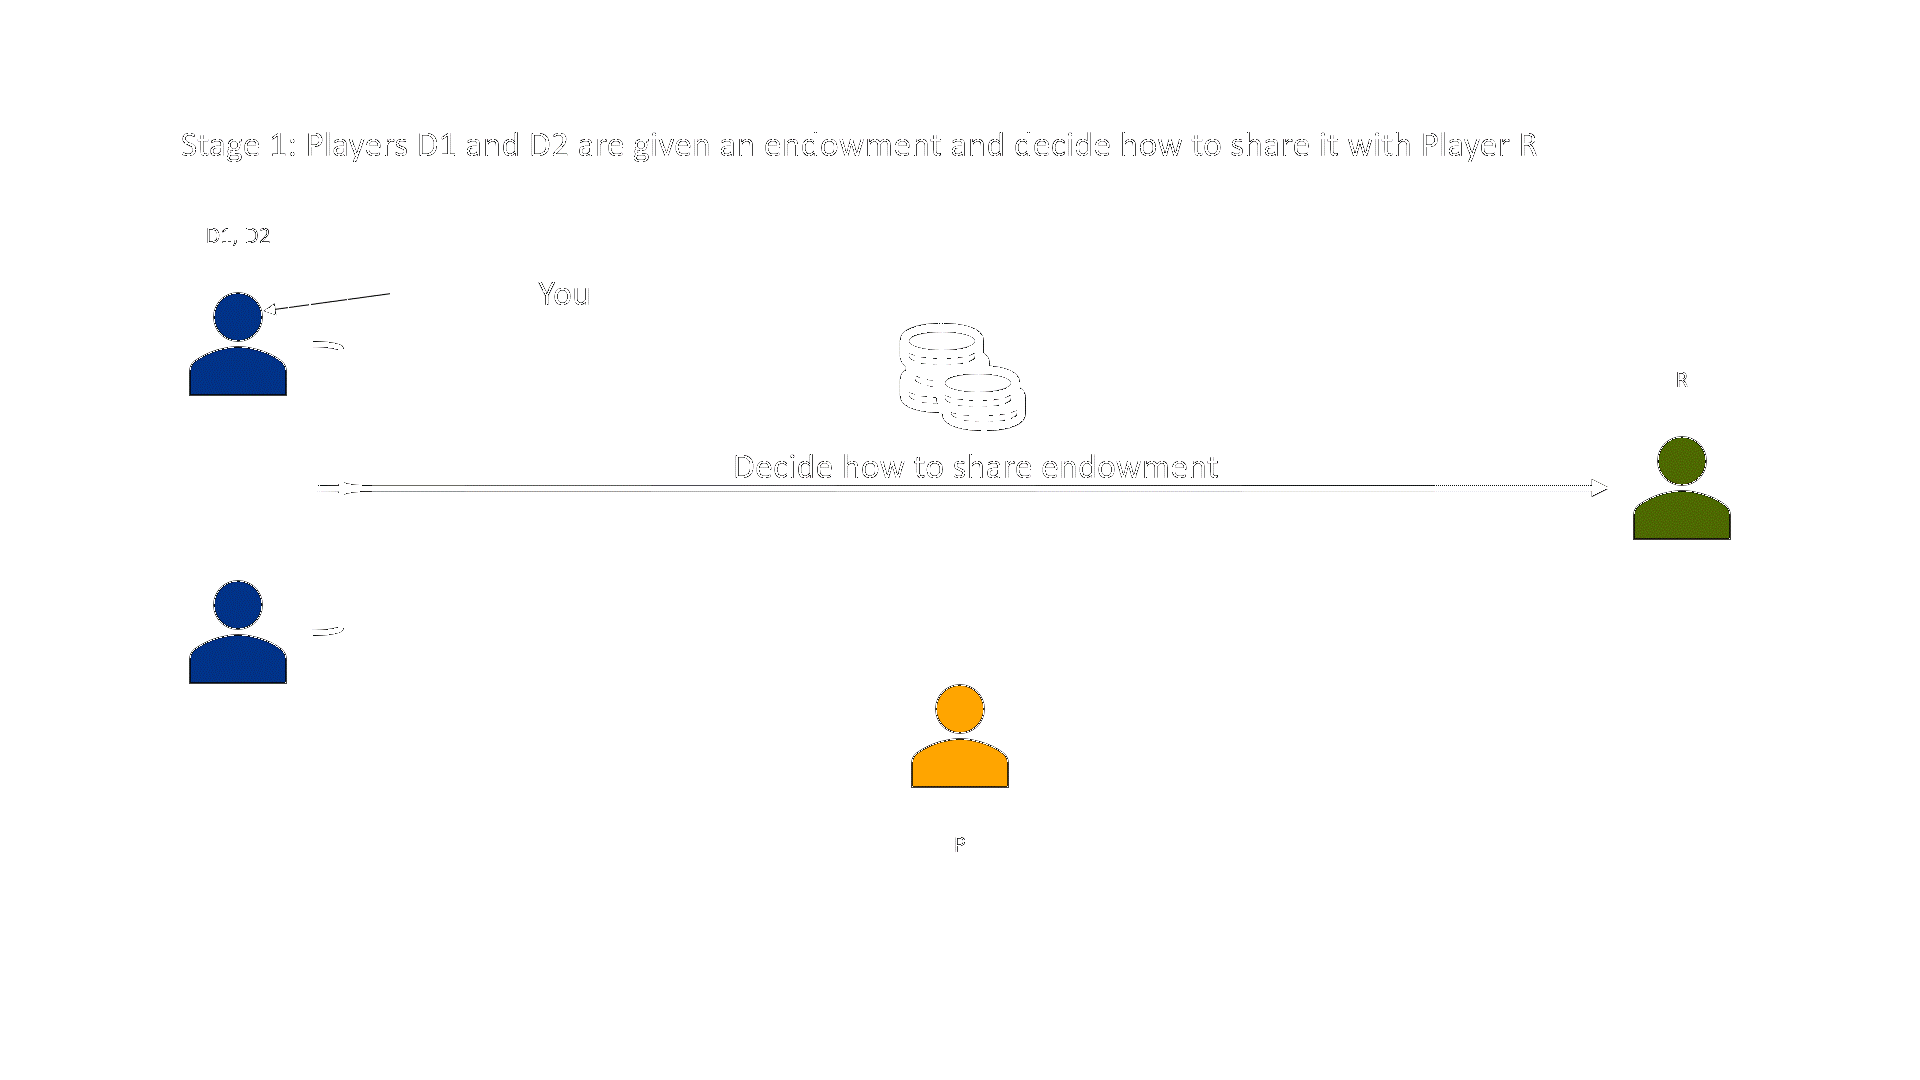 Stage 1: Players D1 and D2 are given an endowment and decide how to share it with Player R
D1, D2
You
R
Decide how to share endowment
P